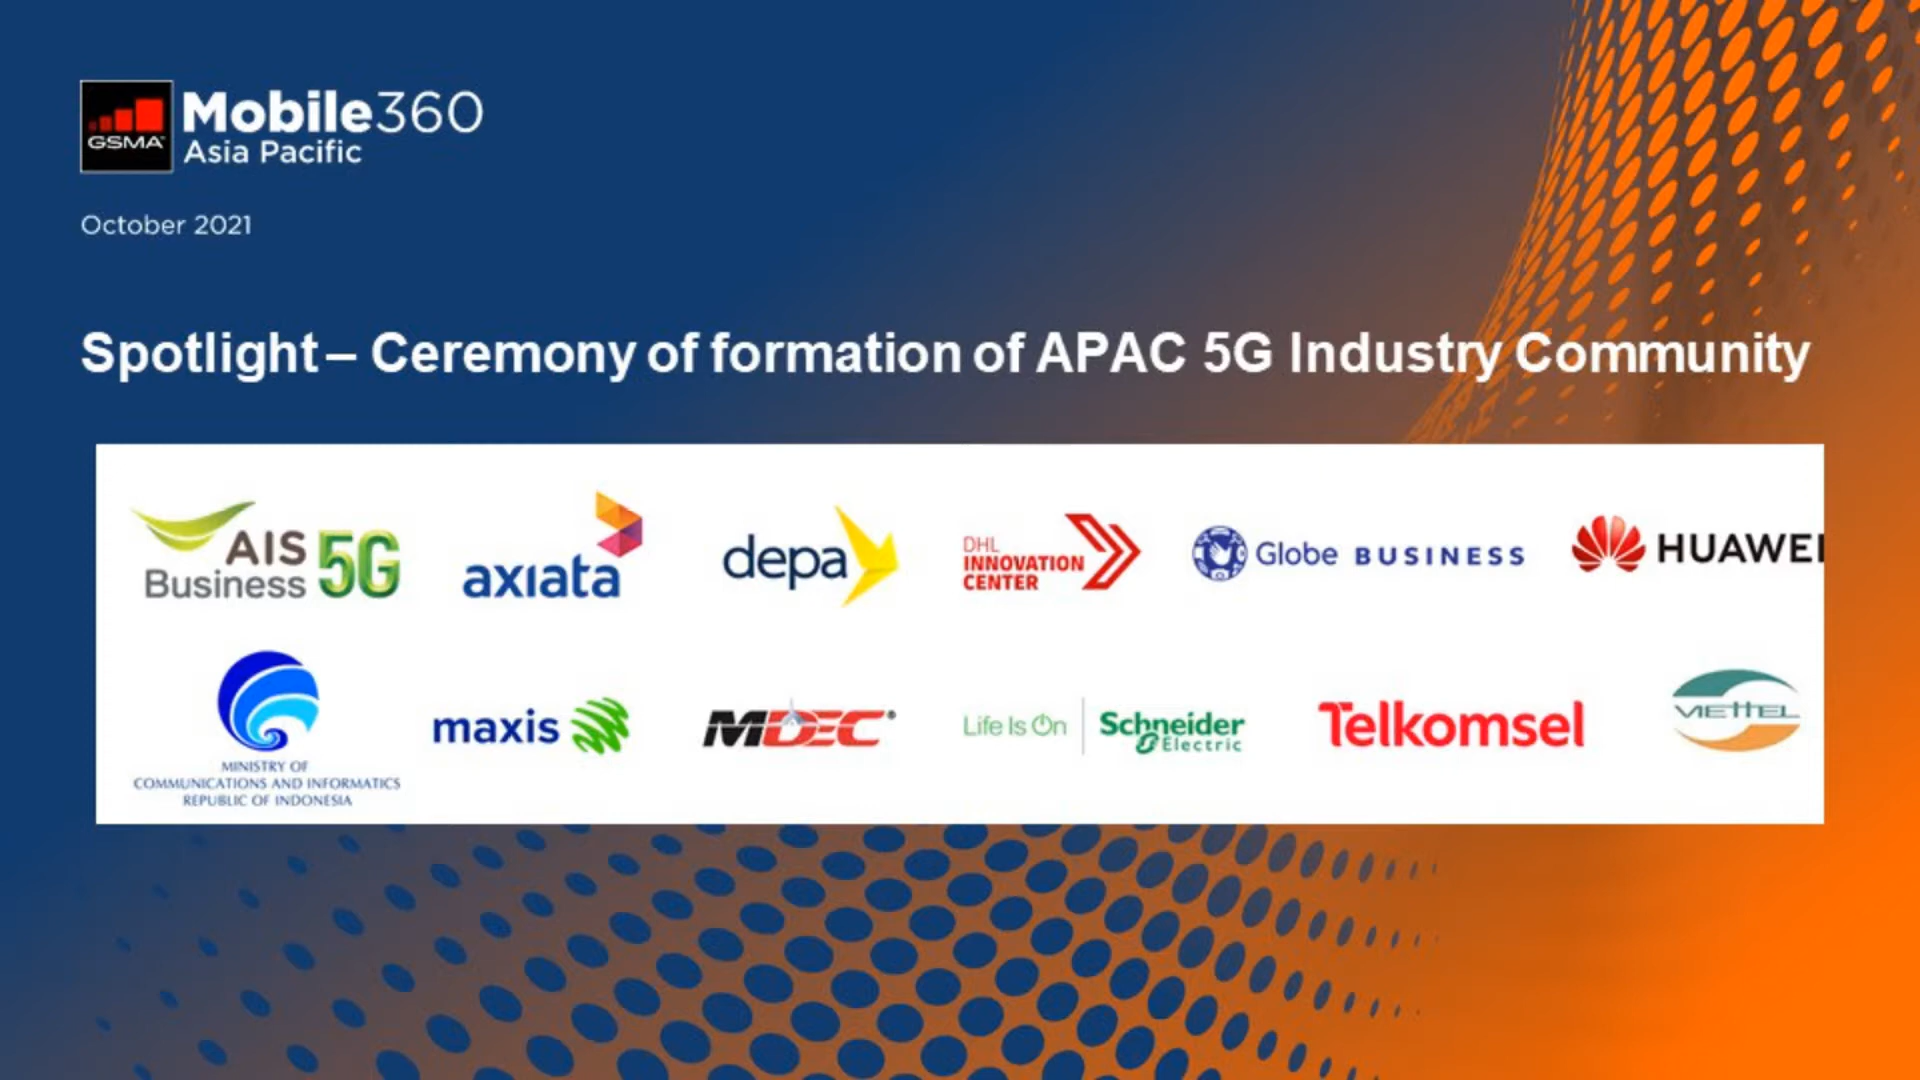 GSMA
Mobile360
Asia Pacific
October 2021
Spotlight – Ceremony of formation of APAC 5G Industry Community
AIS
Business 5G
axiata
depa
DHL
INNOVATION
CENTER
Globe BUSINESS
HUAWEI
MINISTRY OF
COMMUNICATIONS AND INFORMATICS
REPUBLIC OF INDONESIA
maxis
MDEC®
Life Is On
Schneider
Electric
Telkomsel
VIETTEL